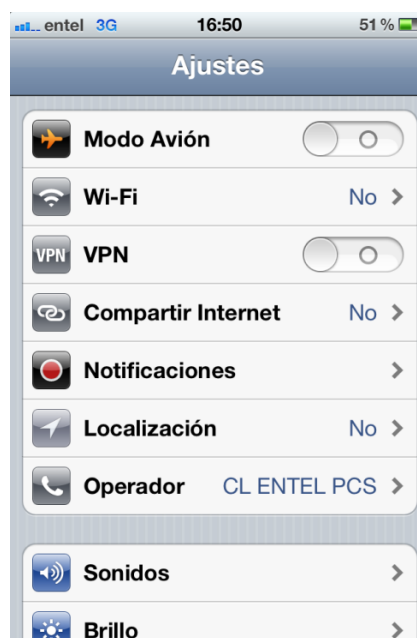 entel 3G 16:50 51 %
Ajustes
Modo Avión
Wi-Fi No
VPN VPN
Compartir Internet No
Notificaciones
Localización No
Operador CL ENTEL PCS
Sonidos
Brillo